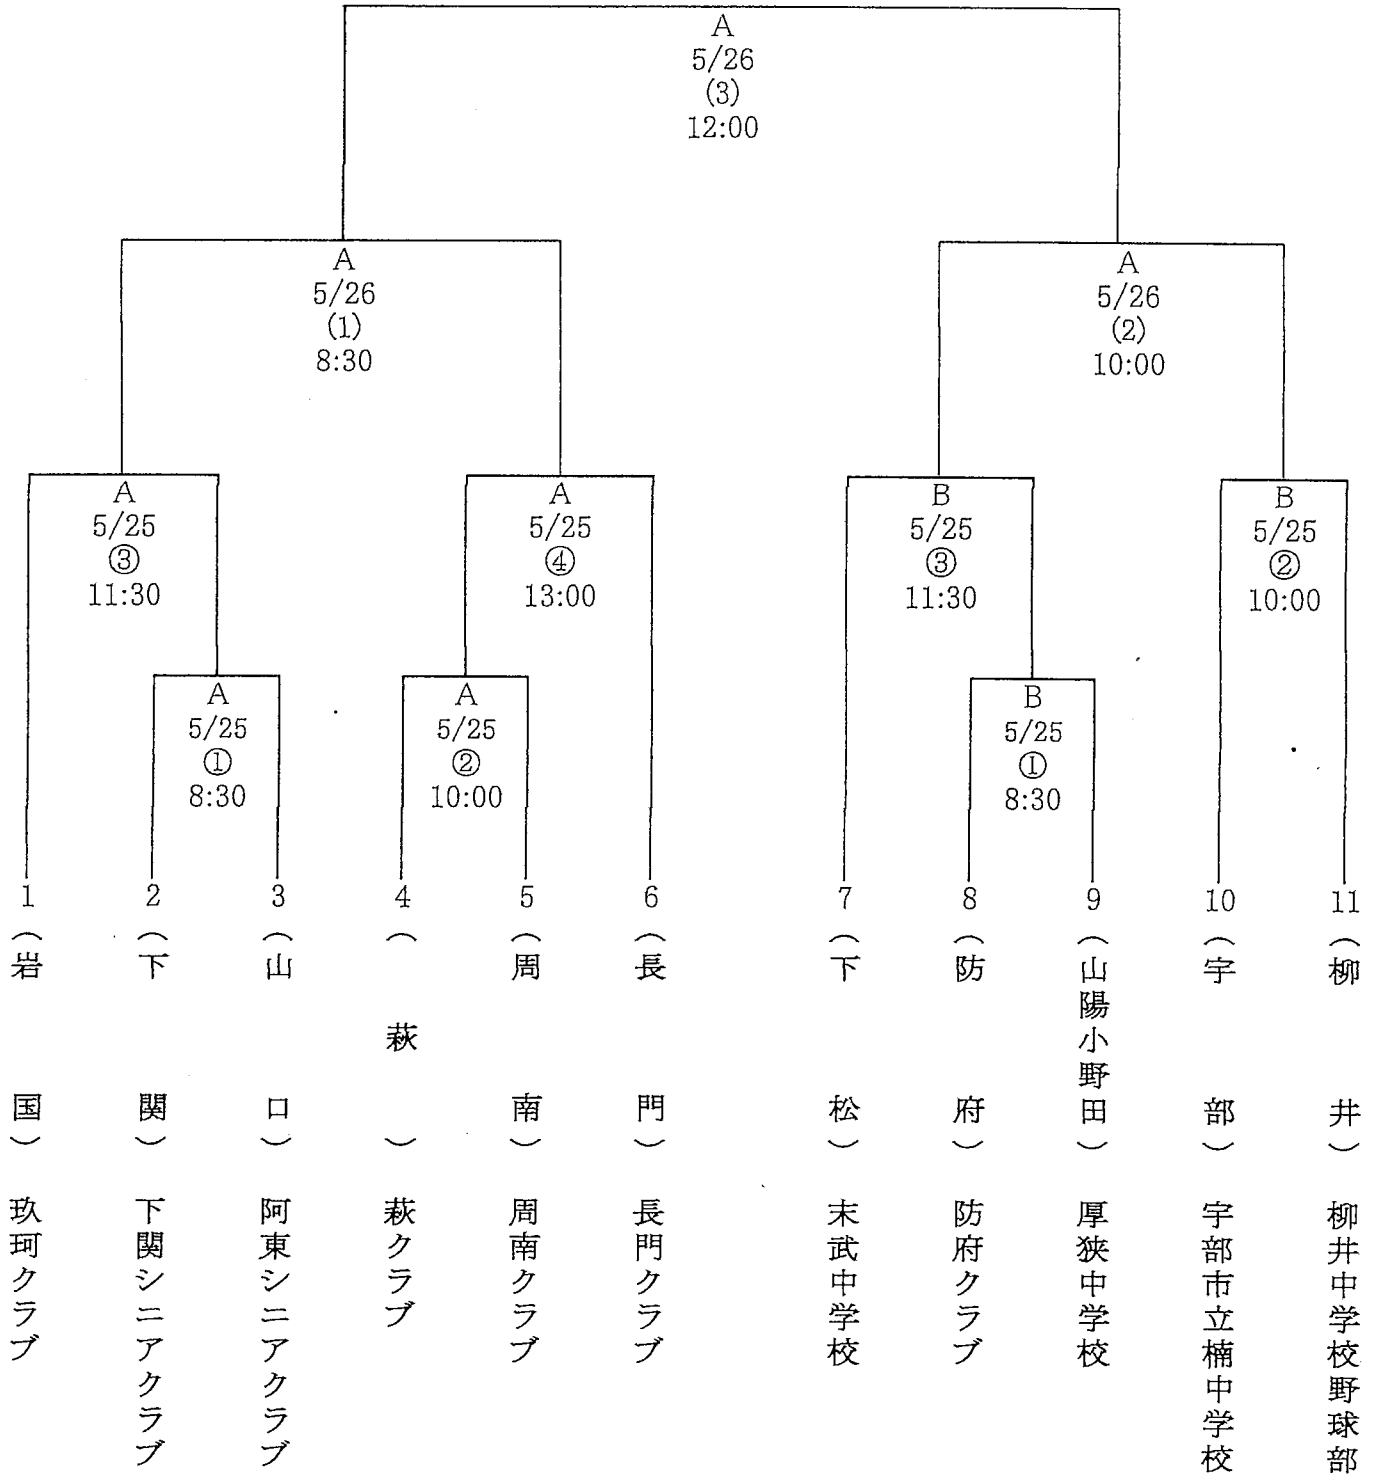 A
5/26
(3)
12:00
A
5/26
(1)
8:30
A
5/26
(2)
10:00
A
5/25
③
11:30
A
5/25
④
13:00
B
5/25
③
11:30
B
5/25
②
10:00
A
5/25
①
8:30
A
5/25
②
10:00
B
5/25
①
8:30
1（岩国）玖珂クラブ
2（下関）下関シニアクラブ
3（山口）阿東シニアクラブ
4（萩）萩クラブ
5（周南）周南クラブ
6（長門）長門クラブ
7（下松）末武中学校
8（防府）防府クラブ
9（山陽小野田）厚狭中学校
10（宇部）宇部市立楠中学校
11（柳井）柳井中学校野球部